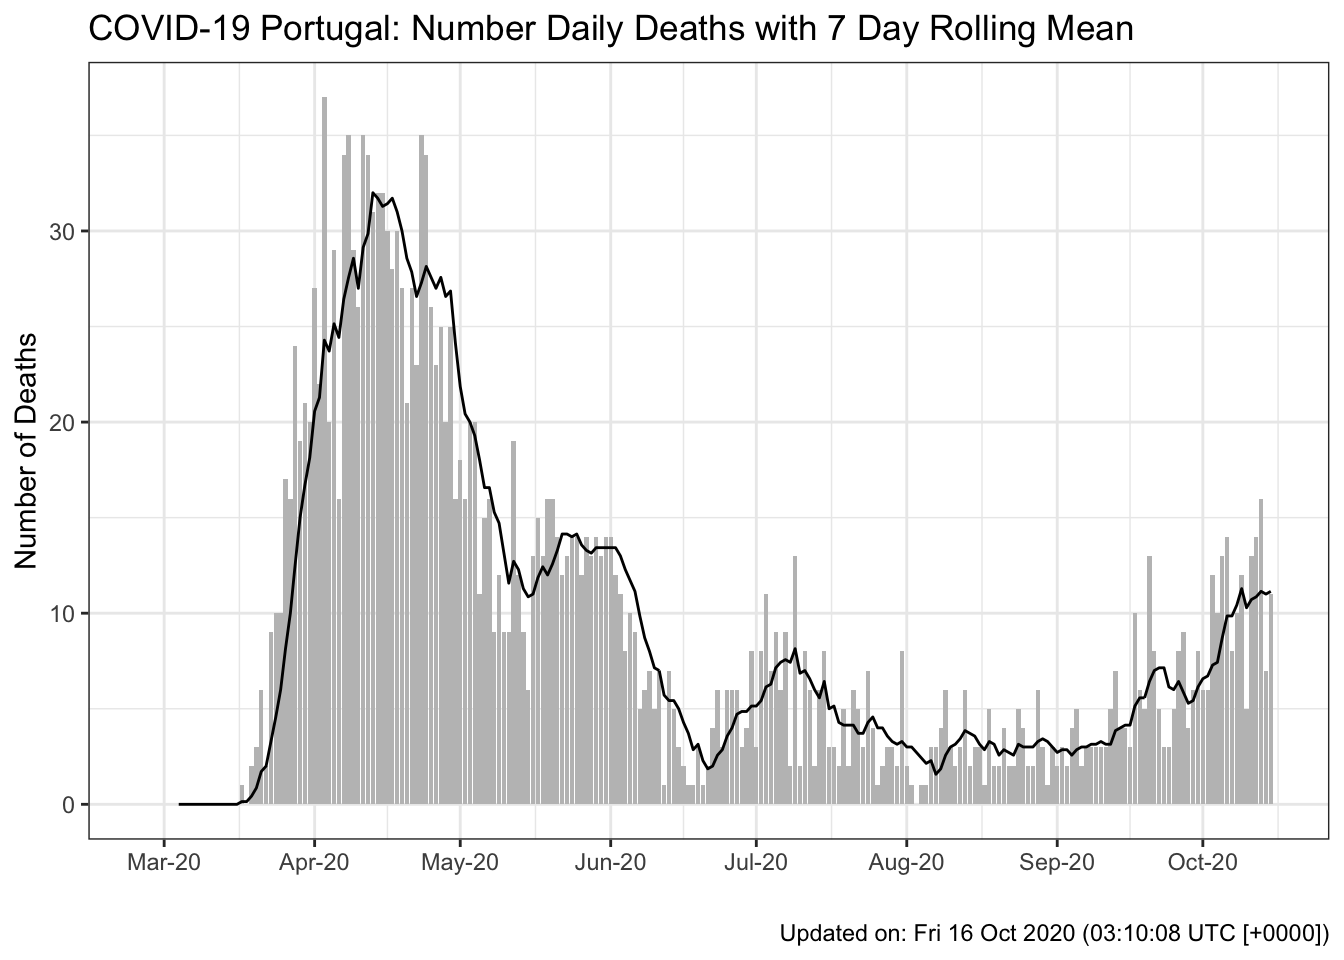 COVID-19 Portugal: Number Daily Deaths with 7 Day Rolling Mean
Number of Deaths
30
20
10
0
Mar-20 Apr-20 May-20 Jun-20 Jul-20 Aug-20 Sep-20 Oct-20
Updated on: Fri 16 Oct 2020 (03:10:08 UTC [+0000])